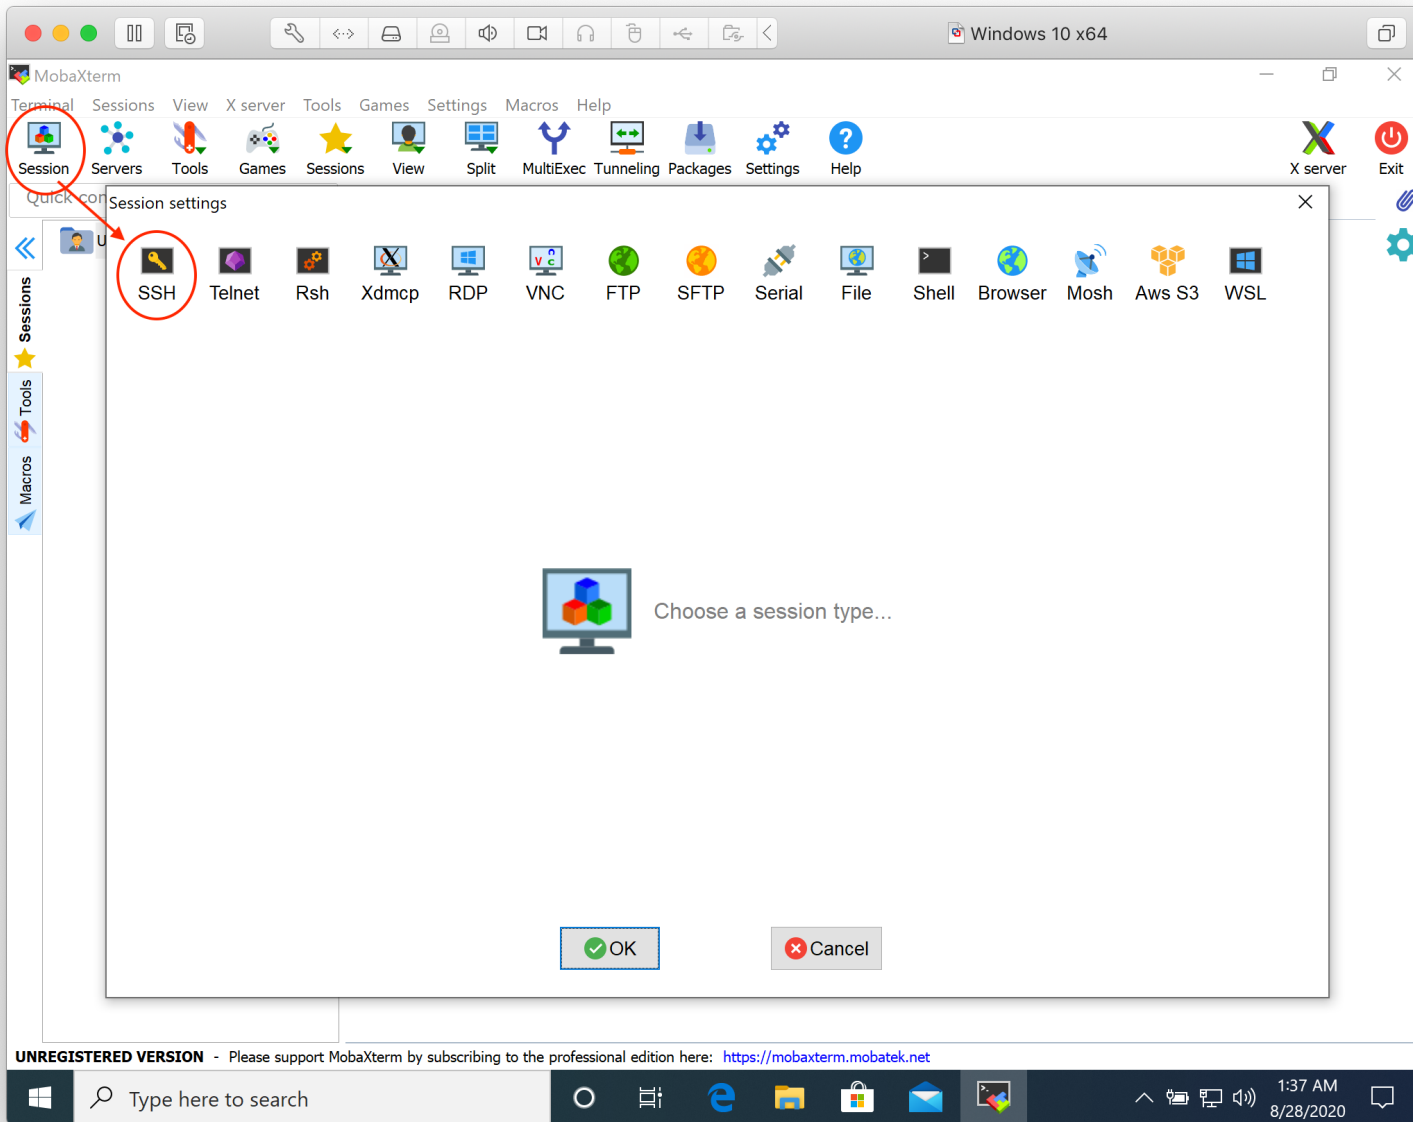 Windows 10 x64
MobaXterm
Terminal Sessions View X server Tools Games Settings Macros Help
Session Servers Tools Games Sessions View Split MultiExec Tunneling Packages Settings Help X server Exit
Quick con
Session settings
U
SSH Telnet Rsh Xdmcp RDP VNC FTP SFTP Serial File Shell Browser Mosh Aws S3 WSL
Sessions
Tools
Macros
Choose a session type...
OK Cancel
UNREGISTERED VERSION - Please support MobaXterm by subscribing to the professional edition here: https://mobaxterm.mobatek.net
Type here to search
1:37 AM
8/28/2020